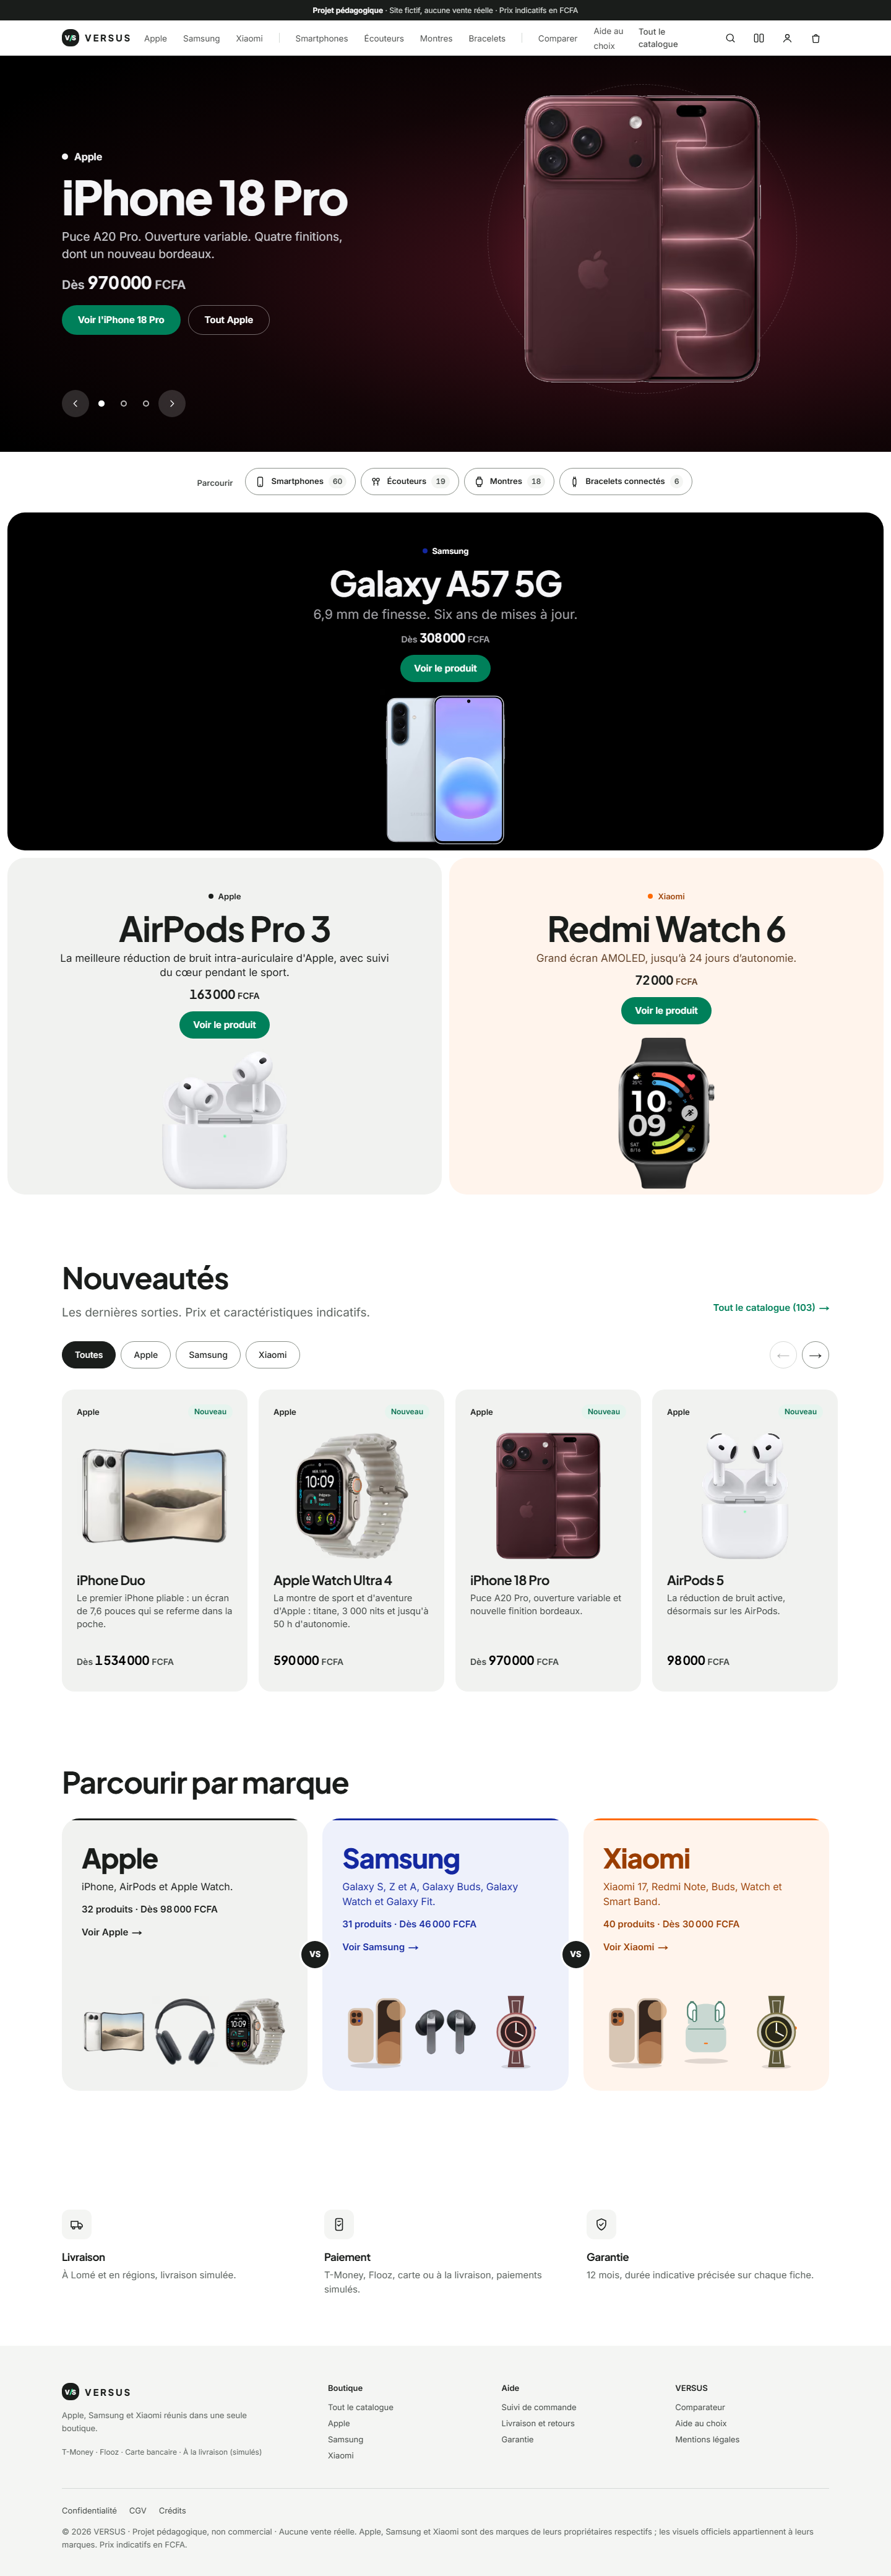 Projet pédagogique · Site fictif, aucune vente réelle · Prix indicatifs en FCFA
V/S VERSUS Apple Samsung Xiaomi Smartphones Écouteurs Montres Bracelets Comparer Aide au choix Tout le catalogue
Apple
iPhone 18 Pro
Puce A20 Pro. Ouverture variable. Quatre finitions,
dont un nouveau bordeaux.
Dès 970 000 FCFA
Voir l'iPhone 18 Pro Tout Apple
Parcourir Smartphones 60 Écouteurs 19 Montres 18 Bracelets connectés 6
Samsung
Galaxy A57 5G
6,9 mm de finesse. Six ans de mises à jour.
Dès 308 000 FCFA
Voir le produit
Apple
AirPods Pro 3
La meilleure réduction de bruit intra-auriculaire d'Apple, avec suivi
du cœur pendant le sport.
163 000 FCFA
Voir le produit
Xiaomi
Redmi Watch 6
Grand écran AMOLED, jusqu'à 24 jours d'autonomie.
72 000 FCFA
Voir le produit
10
09
SAT
8/16
Nouveautés
Les dernières sorties. Prix et caractéristiques indicatifs.
Tout le catalogue (103) →
Toutes Apple Samsung Xiaomi
← →
Apple Nouveau
iPhone Duo
Le premier iPhone pliable : un écran
de 7,6 pouces qui se referme dans la
poche.
Dès 1 534 000 FCFA
Apple Nouveau
10:09
Apple Watch Ultra 4
La montre de sport et d'aventure
d'Apple : titane, 3 000 nits et jusqu'à
50 h d'autonomie.
590 000 FCFA
Apple Nouveau
iPhone 18 Pro
Puce A20 Pro, ouverture variable et
nouvelle finition bordeaux.
Dès 970 000 FCFA
Apple Nouveau
AirPods 5
La réduction de bruit active,
désormais sur les AirPods.
98 000 FCFA
Parcourir par marque
Apple
iPhone, AirPods et Apple Watch.
32 produits · Dès 98 000 FCFA
Voir Apple →
VS
Samsung
Galaxy S, Z et A, Galaxy Buds, Galaxy
Watch et Galaxy Fit.
31 produits · Dès 46 000 FCFA
Voir Samsung →
VS
Xiaomi
Xiaomi 17, Redmi Note, Buds, Watch et
Smart Band.
40 produits · Dès 30 000 FCFA
Voir Xiaomi →
10:09
Livraison
À Lomé et en régions, livraison simulée.
Paiement
T-Money, Flooz, carte ou à la livraison, paiements
simulés.
Garantie
12 mois, durée indicative précisée sur chaque fiche.
V/S VERSUS
Apple, Samsung et Xiaomi réunis dans une seule
boutique.
T-Money · Flooz · Carte bancaire · À la livraison (simulés)
Boutique
Tout le catalogue
Apple
Samsung
Xiaomi
Aide
Suivi de commande
Livraison et retours
Garantie
VERSUS
Comparateur
Aide au choix
Mentions légales
Confidentialité CGV Crédits
© 2026 VERSUS · Projet pédagogique, non commercial · Aucune vente réelle. Apple, Samsung et Xiaomi sont des marques de leurs propriétaires respectifs ; les visuels officiels appartiennent à leurs
marques. Prix indicatifs en FCFA.